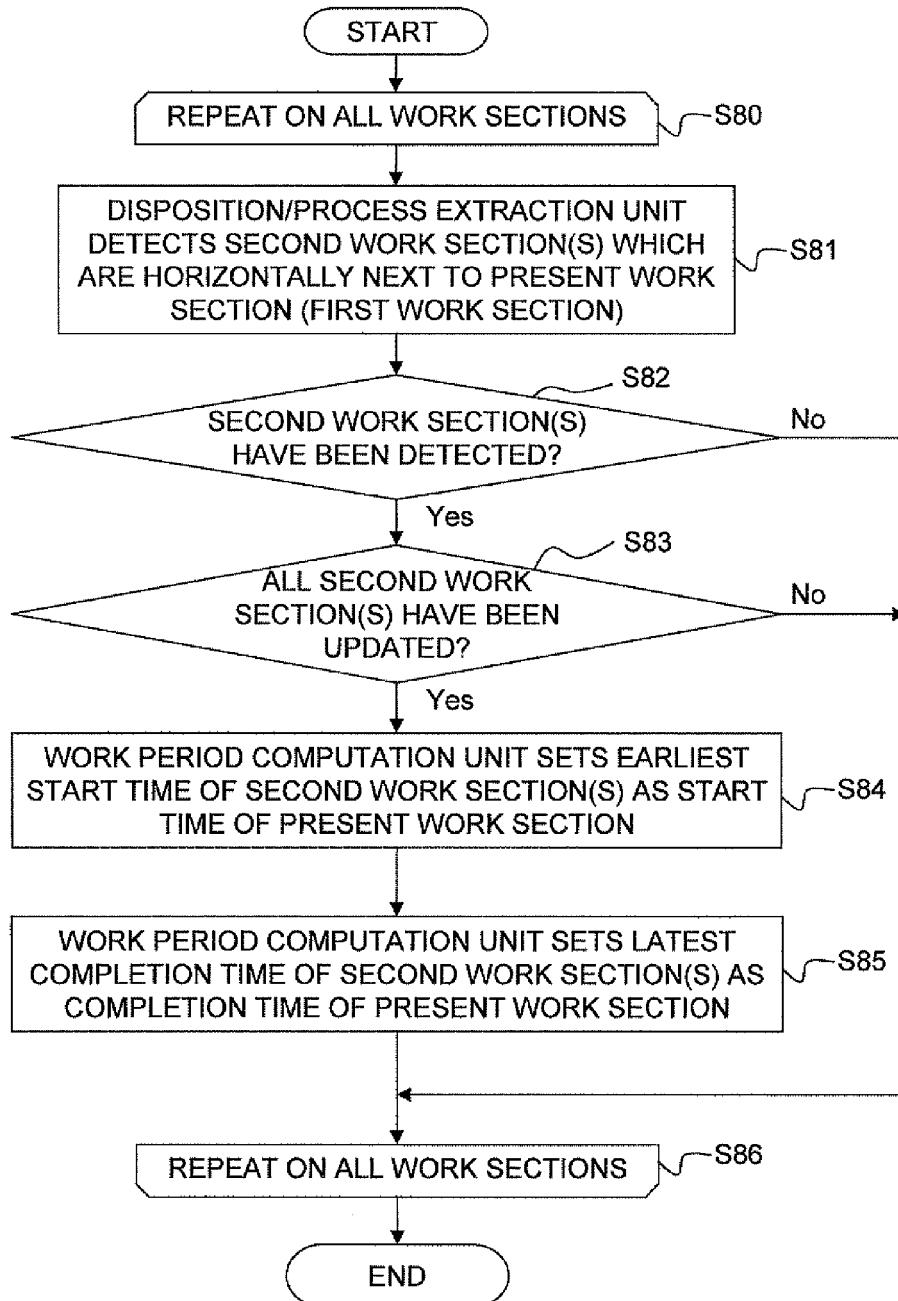 START
REPEAT ON ALL WORK SECTIONS
S80
DISPOSITION/PROCESS EXTRACTION UNIT
DETECTS SECOND WORK SECTION(S) WHICH
ARE HORIZONTALLY NEXT TO PRESENT WORK
SECTION (FIRST WORK SECTION)
S81
S82
SECOND WORK SECTION(S)
HAVE BEEN DETECTED?
No
Yes
S83
ALL SECOND WORK
SECTION(S) HAVE BEEN
UPDATED?
No
Yes
WORK PERIOD COMPUTATION UNIT SETS EARLIEST
START TIME OF SECOND WORK SECTION(S) AS START
TIME OF PRESENT WORK SECTION
S84
WORK PERIOD COMPUTATION UNIT SETS LATEST
COMPLETION TIME OF SECOND WORK SECTION(S) AS
COMPLETION TIME OF PRESENT WORK SECTION
S85
REPEAT ON ALL WORK SECTIONS
S86
END